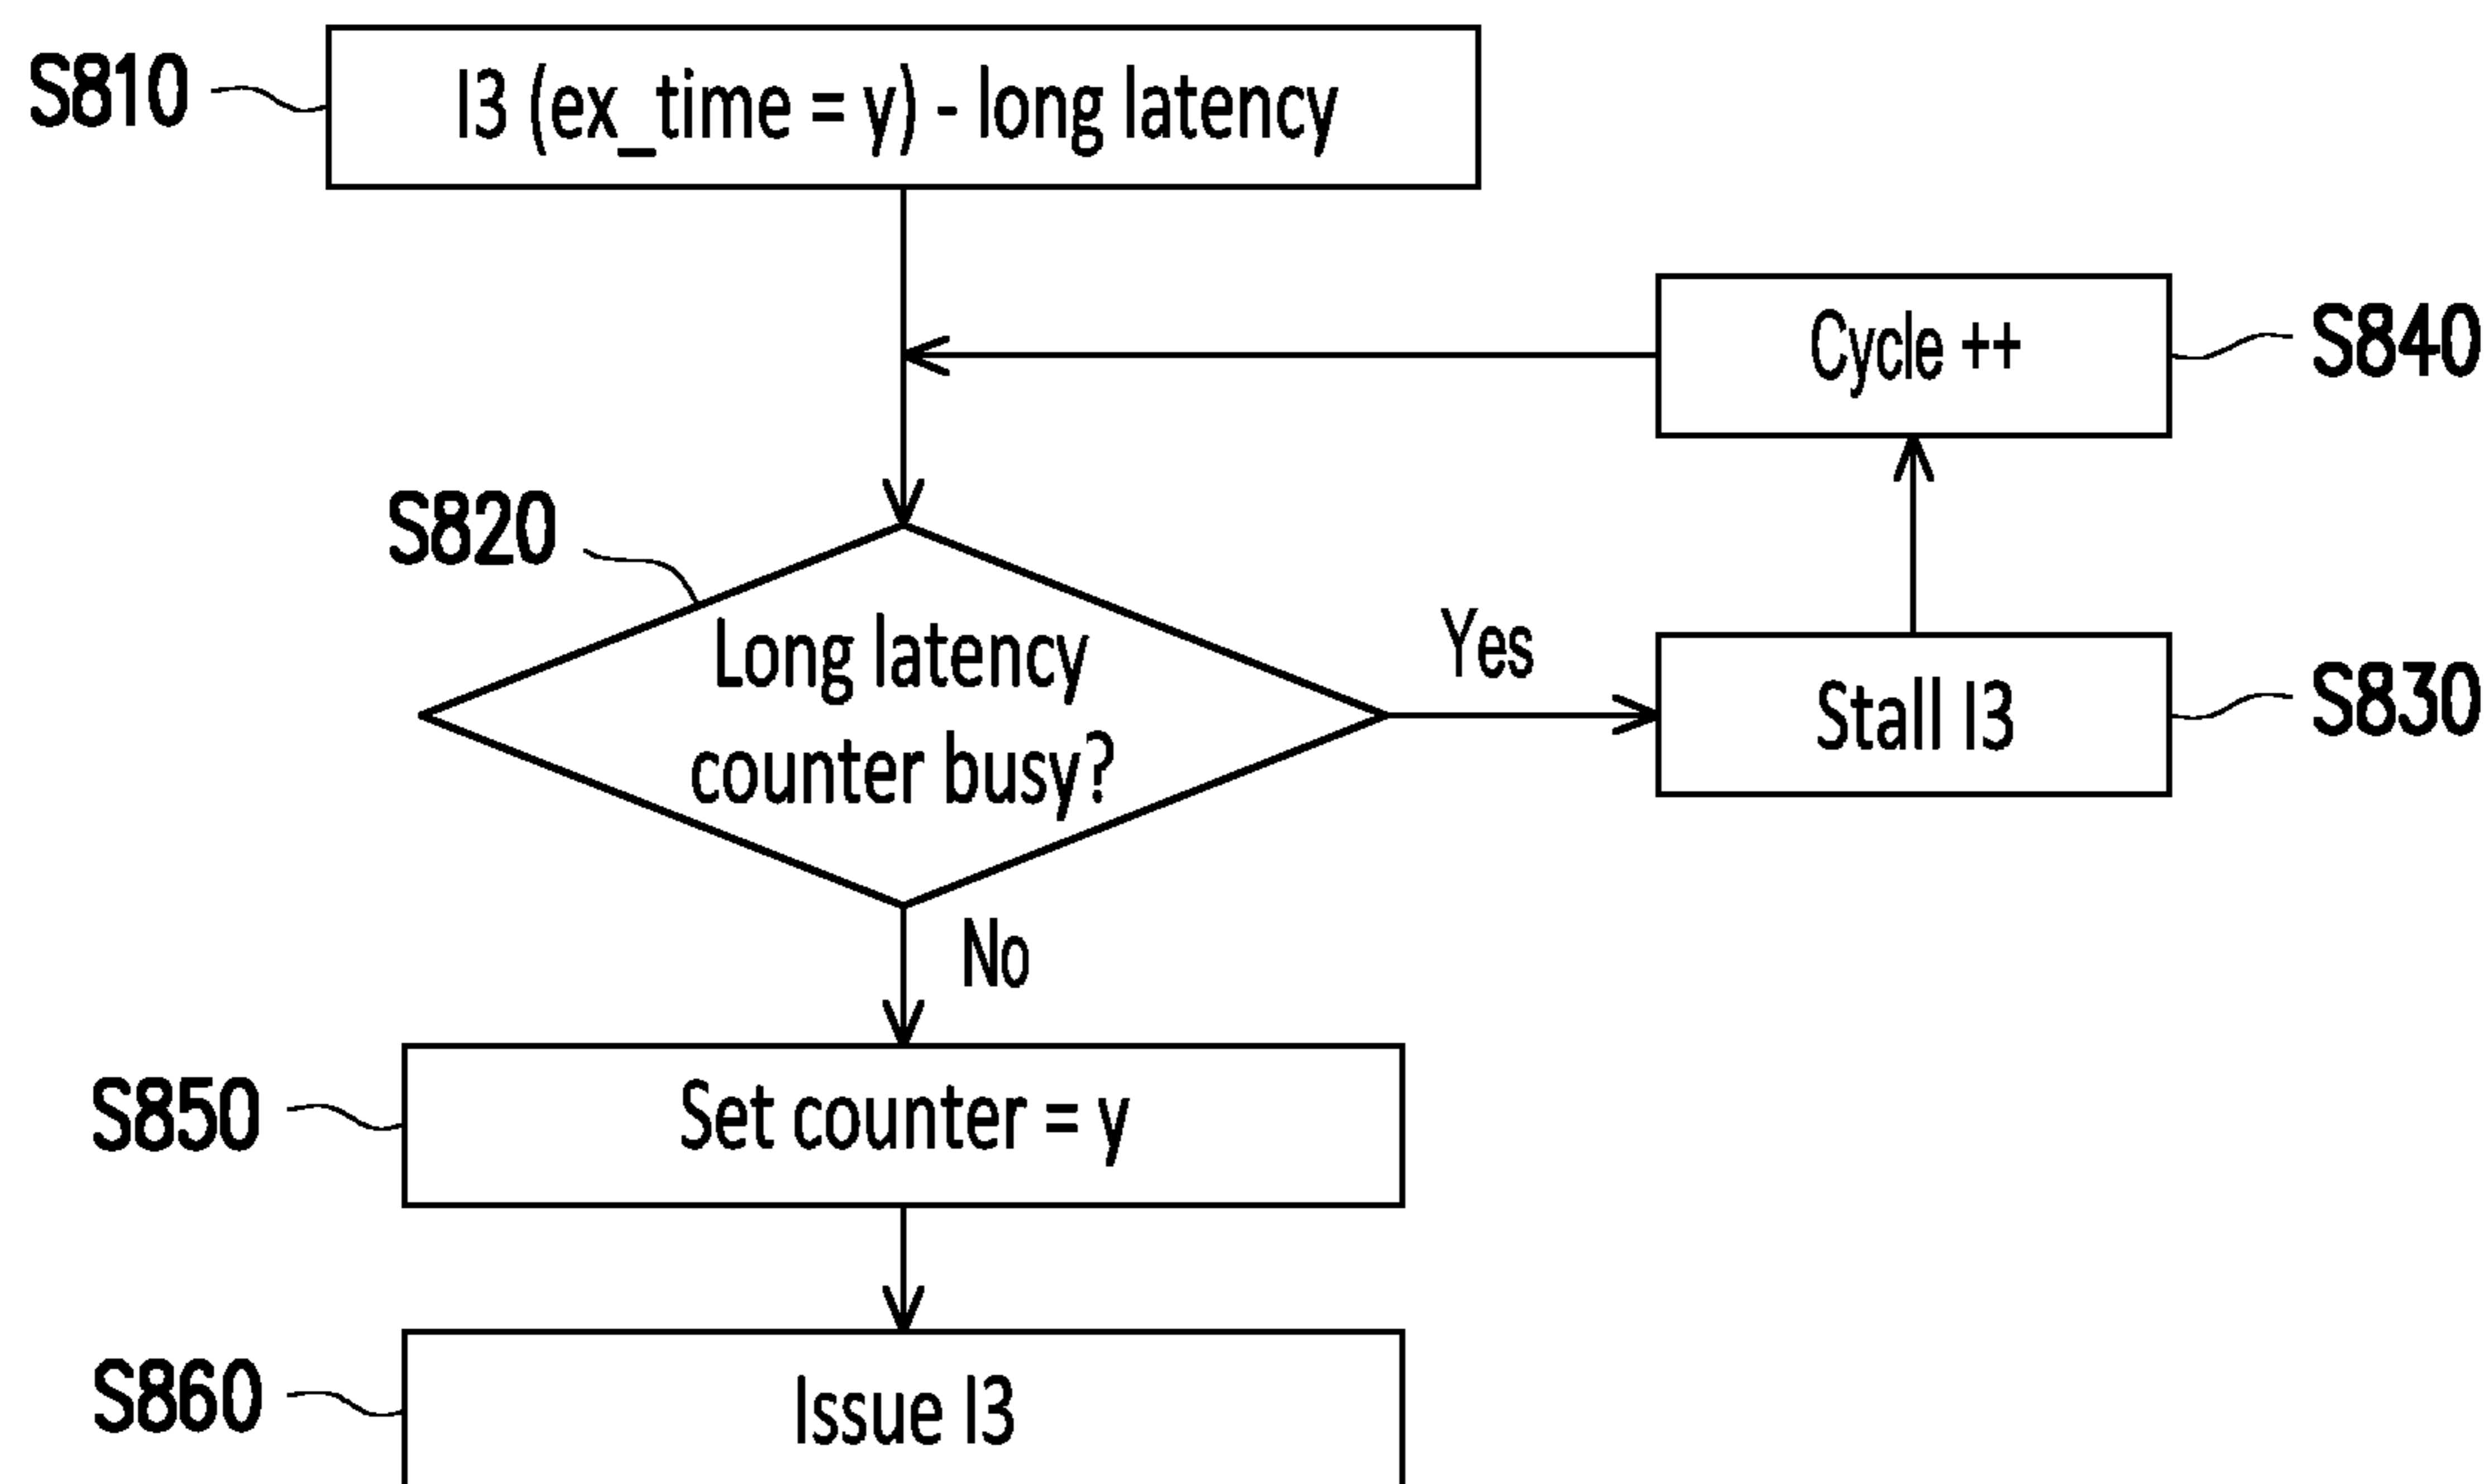 S810
I3 (ex_time = y) - long latency
Cycle ++
S840
S820
Long latency
counter busy?
Yes
Stall I3
S830
No
S850
Set counter = y
S860
Issue I3